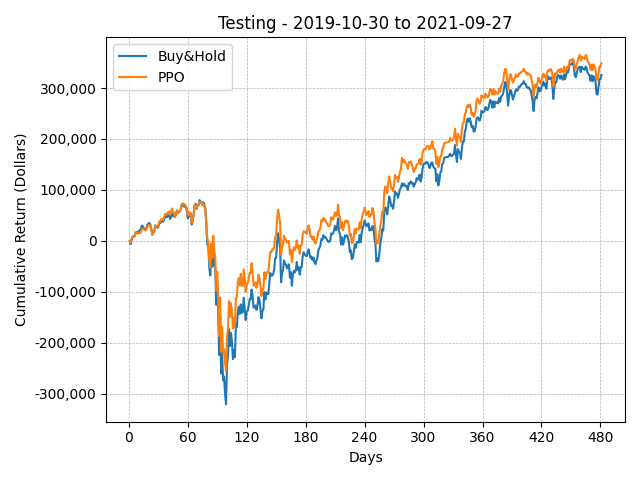 Testing - 2019-10-30 to 2021-09-27
Buy&Hold
PPO
Cumulative Return (Dollars)
300,000
200,000
100,000
0
-100,000
-200,000
-300,000
0 60 120 180 240 300 360 420 480
Days